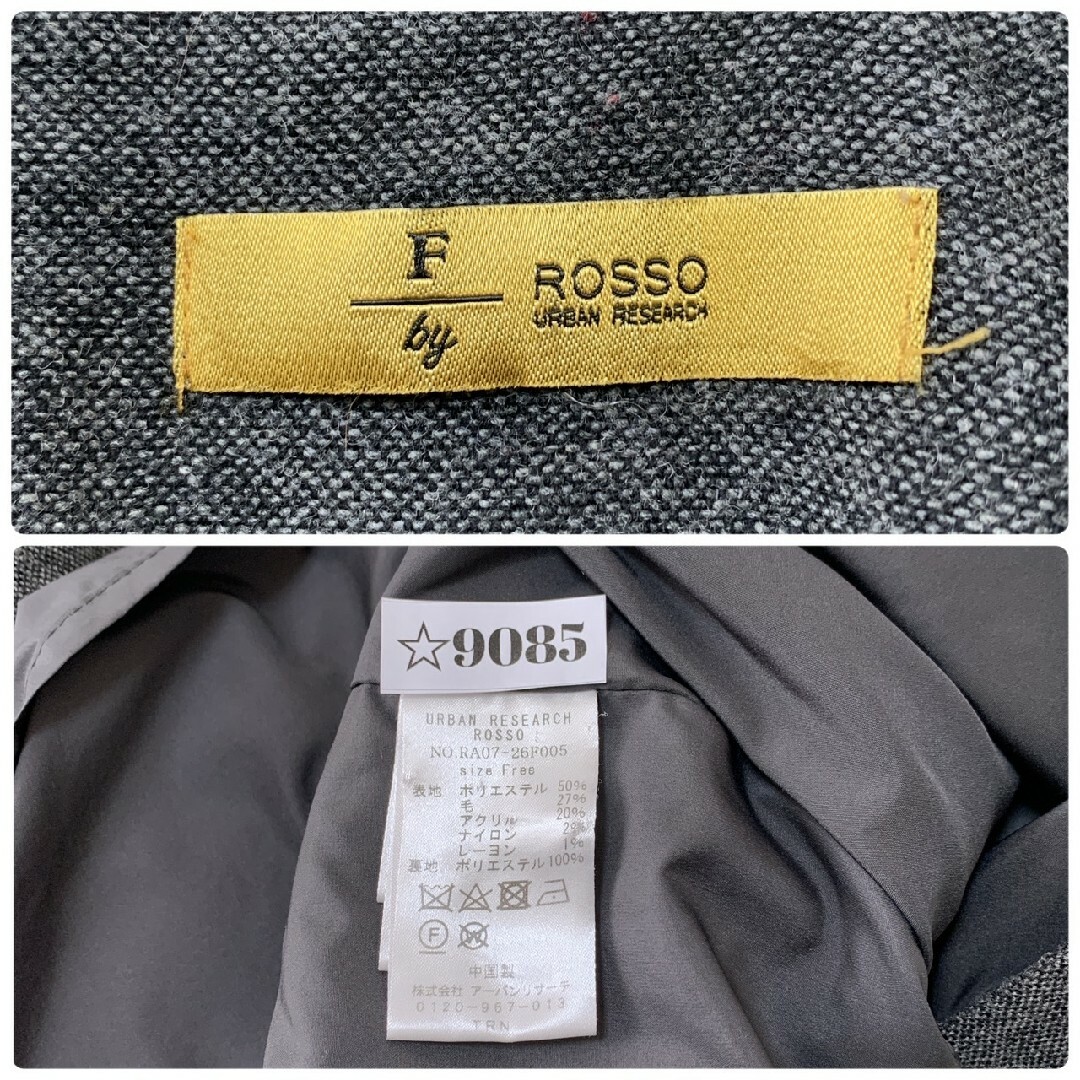 F
by
ROSSO
URBAN RESEARCH
☆9085
URBAN RESEARCH
ROSSO
NO.RA07-26F005
size Free
表地 ポリエステル 50%
毛 27%
アクリル 20%
ナイロン 2%
レーヨン 1%
裏地 ポリエステル 100%
F
W
中国製
株式会社 アーバンリサーチ
0120-967-013
TRN